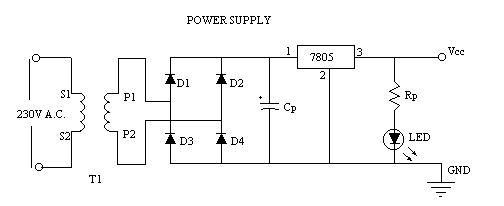 POWER SUPPLY
1
7805
3
Vcc
2
D1
D2
S1
P1
230V A.C.
Cp
Rp
S2
P2
D3
D4
LED
T1
GND